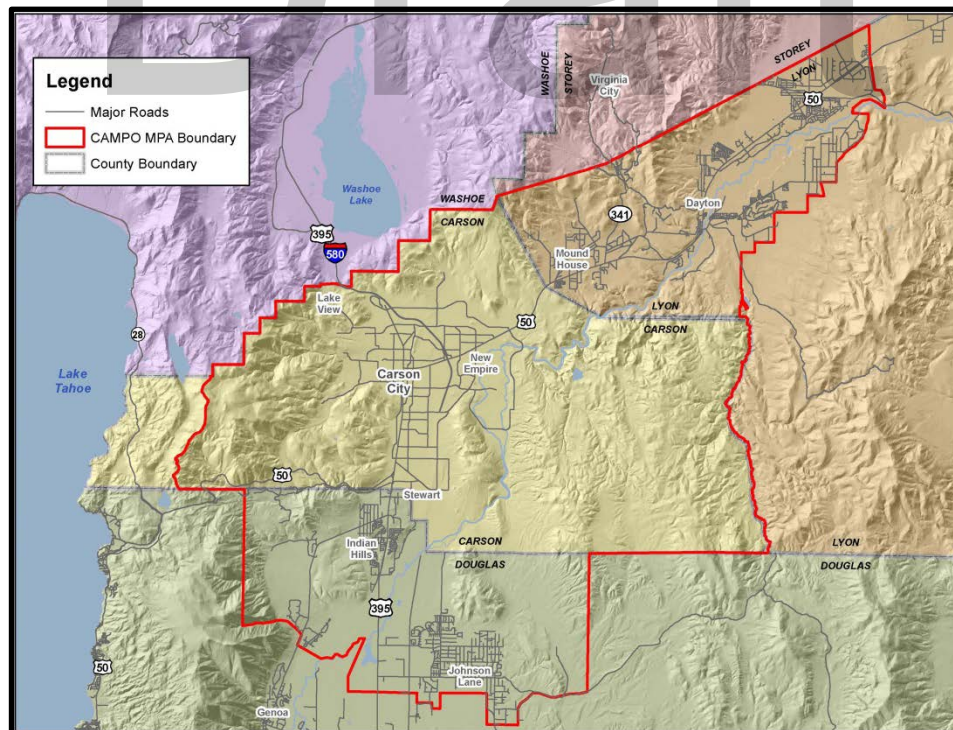 Legend
Major Roads
CAMPO MPA Boundary
County Boundary
WASHOE
STOREY
Virginia
City
STOREY
LYON
50
Washoe
Lake
WASHOE
CARSON
395
580
341
Dayton
Mound
House
Lake
View
28
50
LYON
CARSON
Lake
Tahoe
New
Empire
Carson
City
50
Stewart
Indian
Hills
CARSON
DOUGLAS
LYON
DOUGLAS
395
50
Johnson
Lane
Genoa